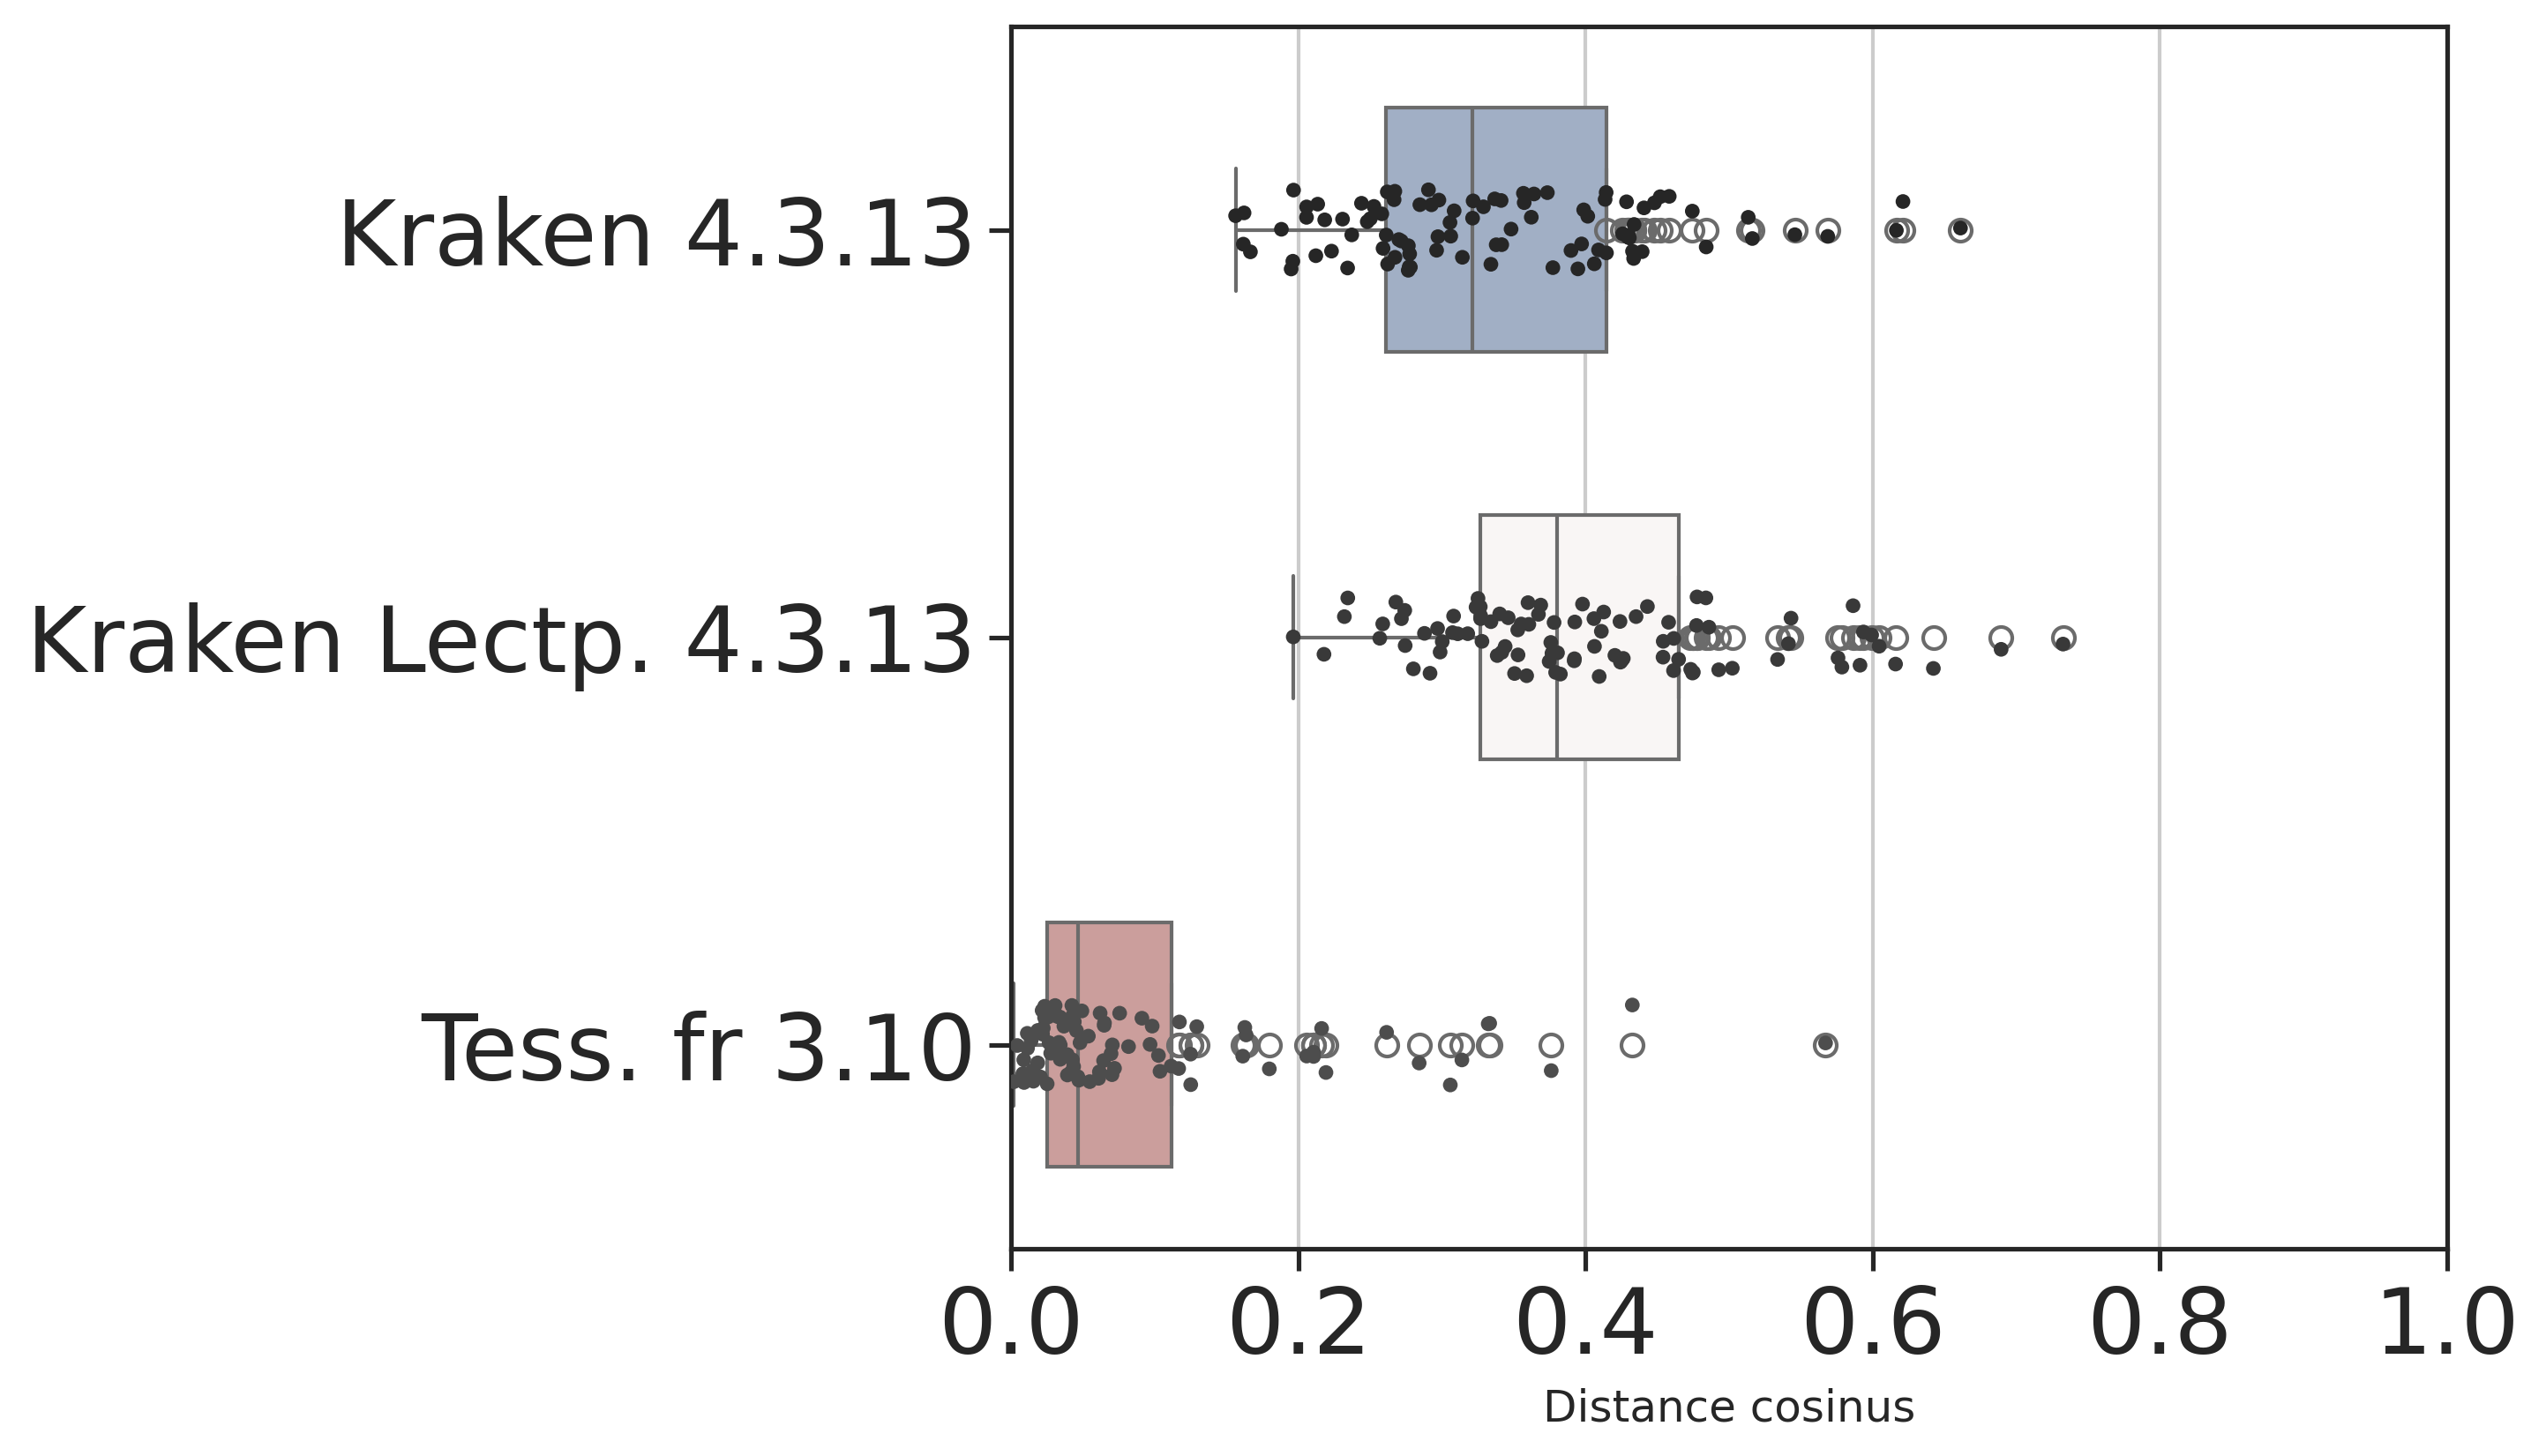 Kraken 4.3.13
Kraken Lectp. 4.3.13
Tess. fr 3.10
0.0 0.2 0.4 0.6 0.8 1.0
Distance cosinus